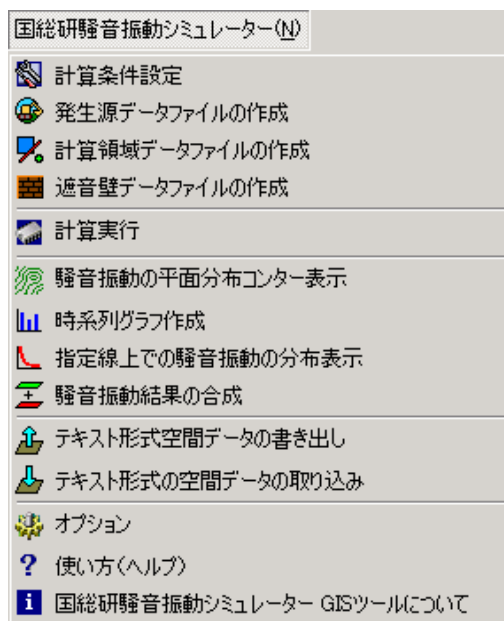 国総研騒音振動シミュレーター(N)
計算条件設定
発生源データファイルの作成
計算領域データファイルの作成
遮音壁データファイルの作成
計算実行
騒音振動の平面分布コンター表示
時系列グラフ作成
指定線上での騒音振動の分布表示
騒音振動結果の合成
テキスト形式空間データの書き出し
テキスト形式の空間データの取り込み
オプション
使い方(ヘルプ)
国総研騒音振動シミュレーター GISツールについて